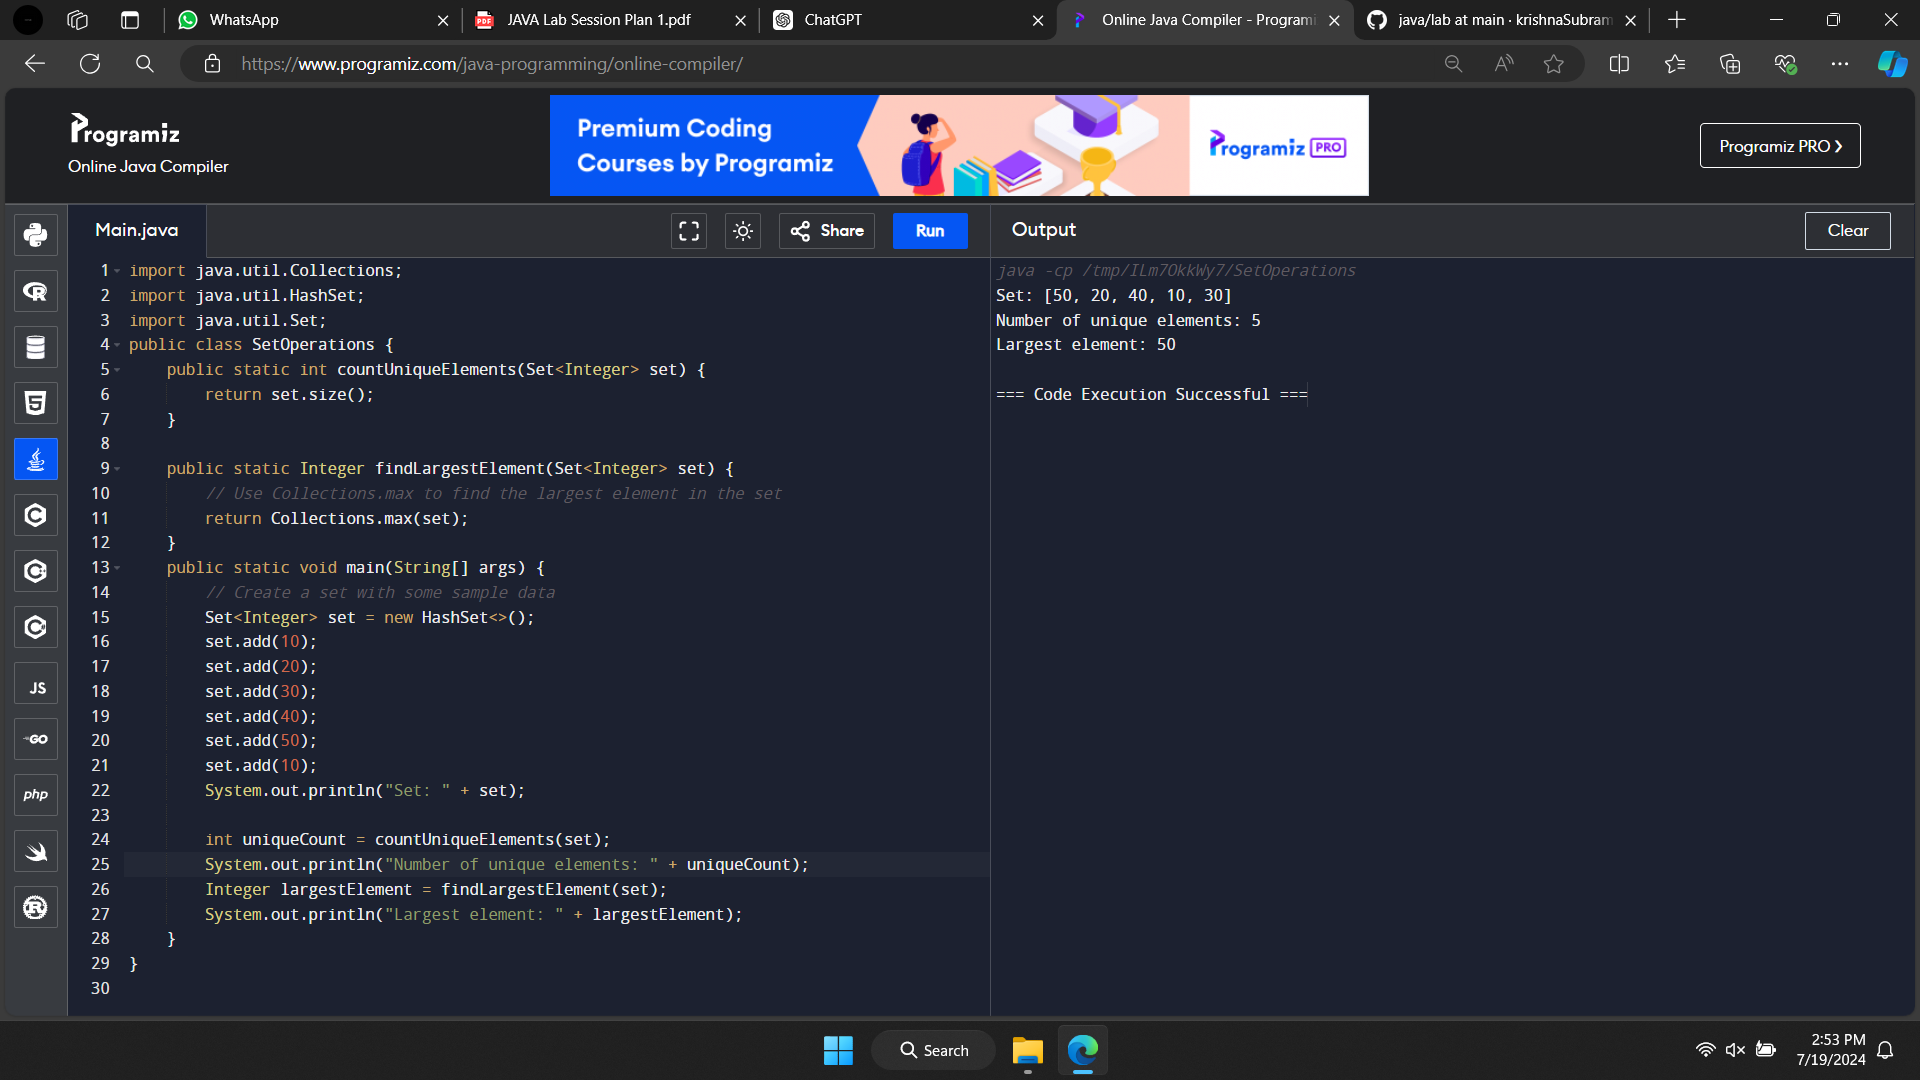 WhatsApp
JAVA Lab Session Plan 1.pdf
ChatGPT
Online Java Compiler - Programi
java/lab at main · krishnaSubram
https://www.programiz.com/java-programming/online-compiler/
Programiz
Online Java Compiler
Premium Coding
Courses by Programiz
Programiz PRO
Programiz PRO
Main.java
Share
Run
Output
Clear
1 import java.util.Collections;
2 import java.util.HashSet;
3 import java.util.Set;
4 public class SetOperations {
5     public static int countUniqueElements(Set<Integer> set) {
6         return set.size();
7     }
8
9     public static Integer findLargestElement(Set<Integer> set) {
10         // Use Collections.max to find the largest element in the set
11         return Collections.max(set);
12     }
13     public static void main(String[] args) {
14         // Create a set with some sample data
15         Set<Integer> set = new HashSet<>();
16         set.add(10);
17         set.add(20);
18         set.add(30);
19         set.add(40);
20         set.add(50);
21         set.add(10);
22         System.out.println("Set: " + set);
23
24         int uniqueCount = countUniqueElements(set);
25         System.out.println("Number of unique elements: " + uniqueCount);
26         Integer largestElement = findLargestElement(set);
27         System.out.println("Largest element: " + largestElement);
28     }
29 }
30
java -cp /tmp/ILm7OkkWy7/SetOperations
Set: [50, 20, 40, 10, 30]
Number of unique elements: 5
Largest element: 50
=== Code Execution Successful ===
JS
GO
php
Search
2:53 PM
7/19/2024